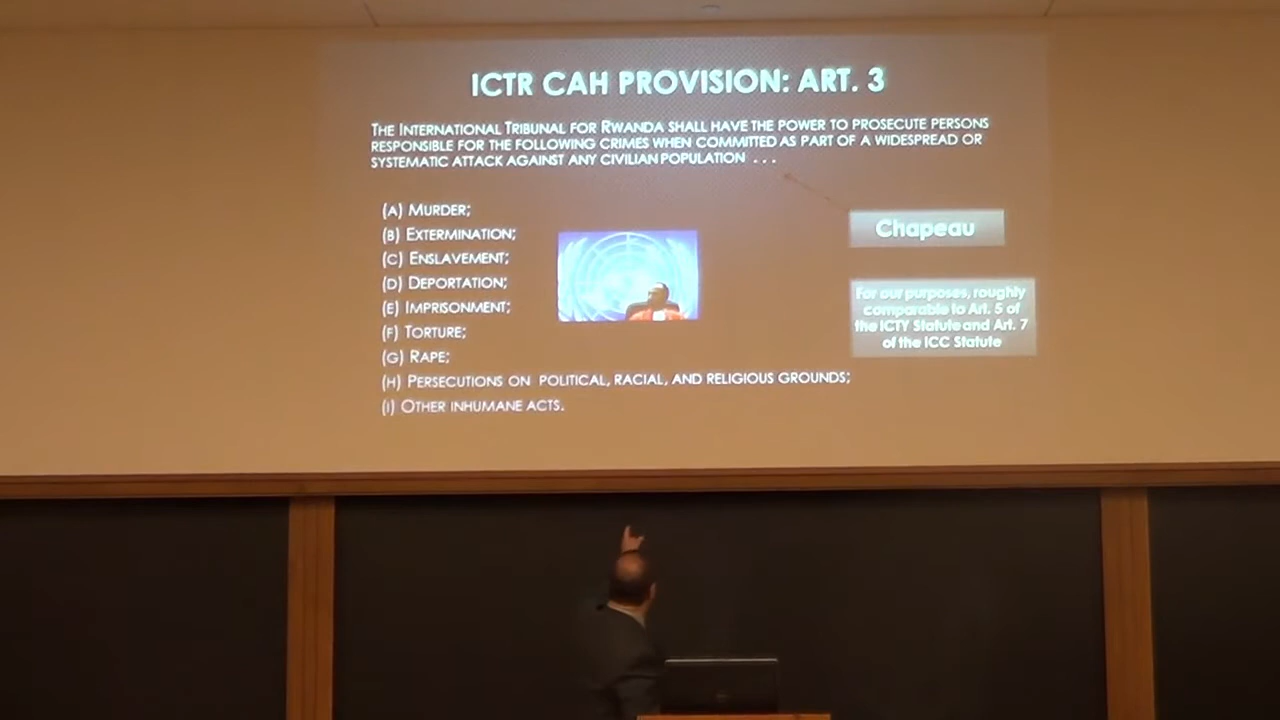 ICTR CAH PROVISION: ART. 3
THE INTERNATIONAL TRIBUNAL FOR RWANDA SHALL HAVE THE POWER TO PROSECUTE PERSONS
RESPONSIBLE FOR THE FOLLOWING CRIMES WHEN COMMITTED AS PART OF A WIDESPREAD OR
SYSTEMATIC ATTACK AGAINST ANY CIVILIAN POPULATION . . .
(A) MURDER;
(B) EXTERMINATION;
(C) ENSLAVEMENT;
(D) DEPORTATION;
(E) IMPRISONMENT;
(F) TORTURE;
(G) RAPE;
(H) PERSECUTIONS ON POLITICAL, RACIAL, AND RELIGIOUS GROUNDS;
(I) OTHER INHUMANE ACTS.
Chapeau
For our purposes, roughly
comparable to Art. 5 of
the ICTY Statute and Art. 7
of the ICC Statute